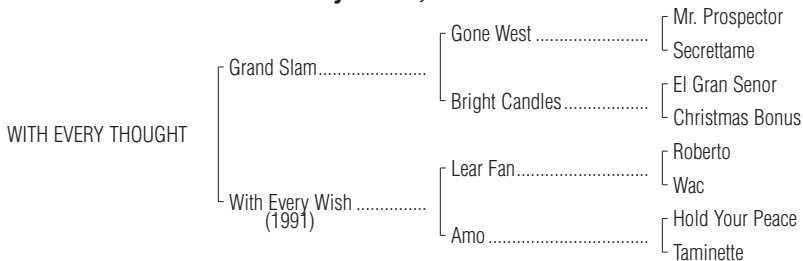 Mr. Prospector
Gone West ........................
Secrettame
Grand Slam.......................
El Gran Senor
Bright Candles..................
Christmas Bonus
WITH EVERY THOUGHT
Roberto
Lear Fan............................
Wac
With Every Wish ...............
(1991)
Hold Your Peace
Amo ..................................
Taminette